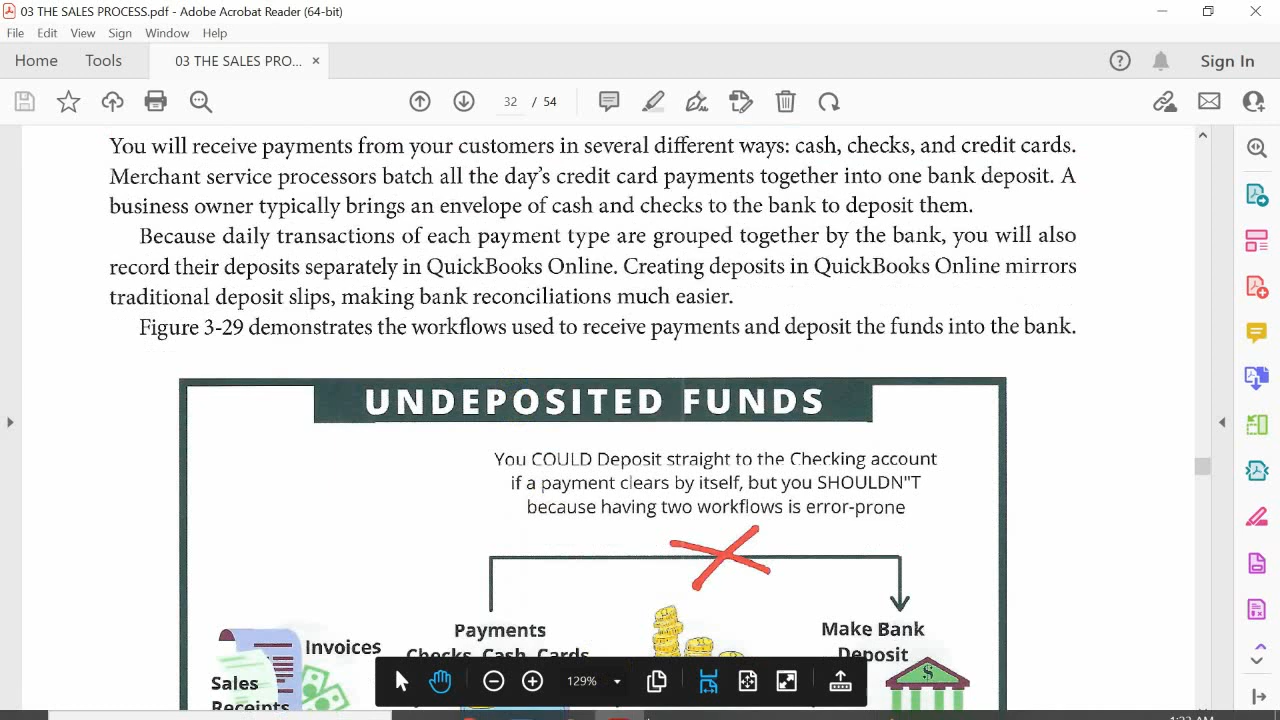 03 THE SALES PROCESS.pdf - Adobe Acrobat Reader (64-bit)
File Edit View Sign Window Help
Home Tools 03 THE SALES PRO... × Sign In
32 / 54
You will receive payments from your customers in several different ways: cash, checks, and credit cards.
Merchant service processors batch all the day's credit card payments together into one bank deposit. A
business owner typically brings an envelope of cash and checks to the bank to deposit them.
Because daily transactions of each payment type are grouped together by the bank, you will also
record their deposits separately in QuickBooks Online. Creating deposits in QuickBooks Online mirrors
traditional deposit slips, making bank reconciliations much easier.
Figure 3-29 demonstrates the workflows used to receive payments and deposit the funds into the bank.
UNDEPOSITED FUNDS
You COULD Deposit straight to the Checking account
if a payment clears by itself, but you SHOULDN"T
because having two workflows is error-prone
Payments
Checks, Cash, Cards
Make Bank
Deposit
$
Invoices
Sales
Receipts
129%
1:22 AM